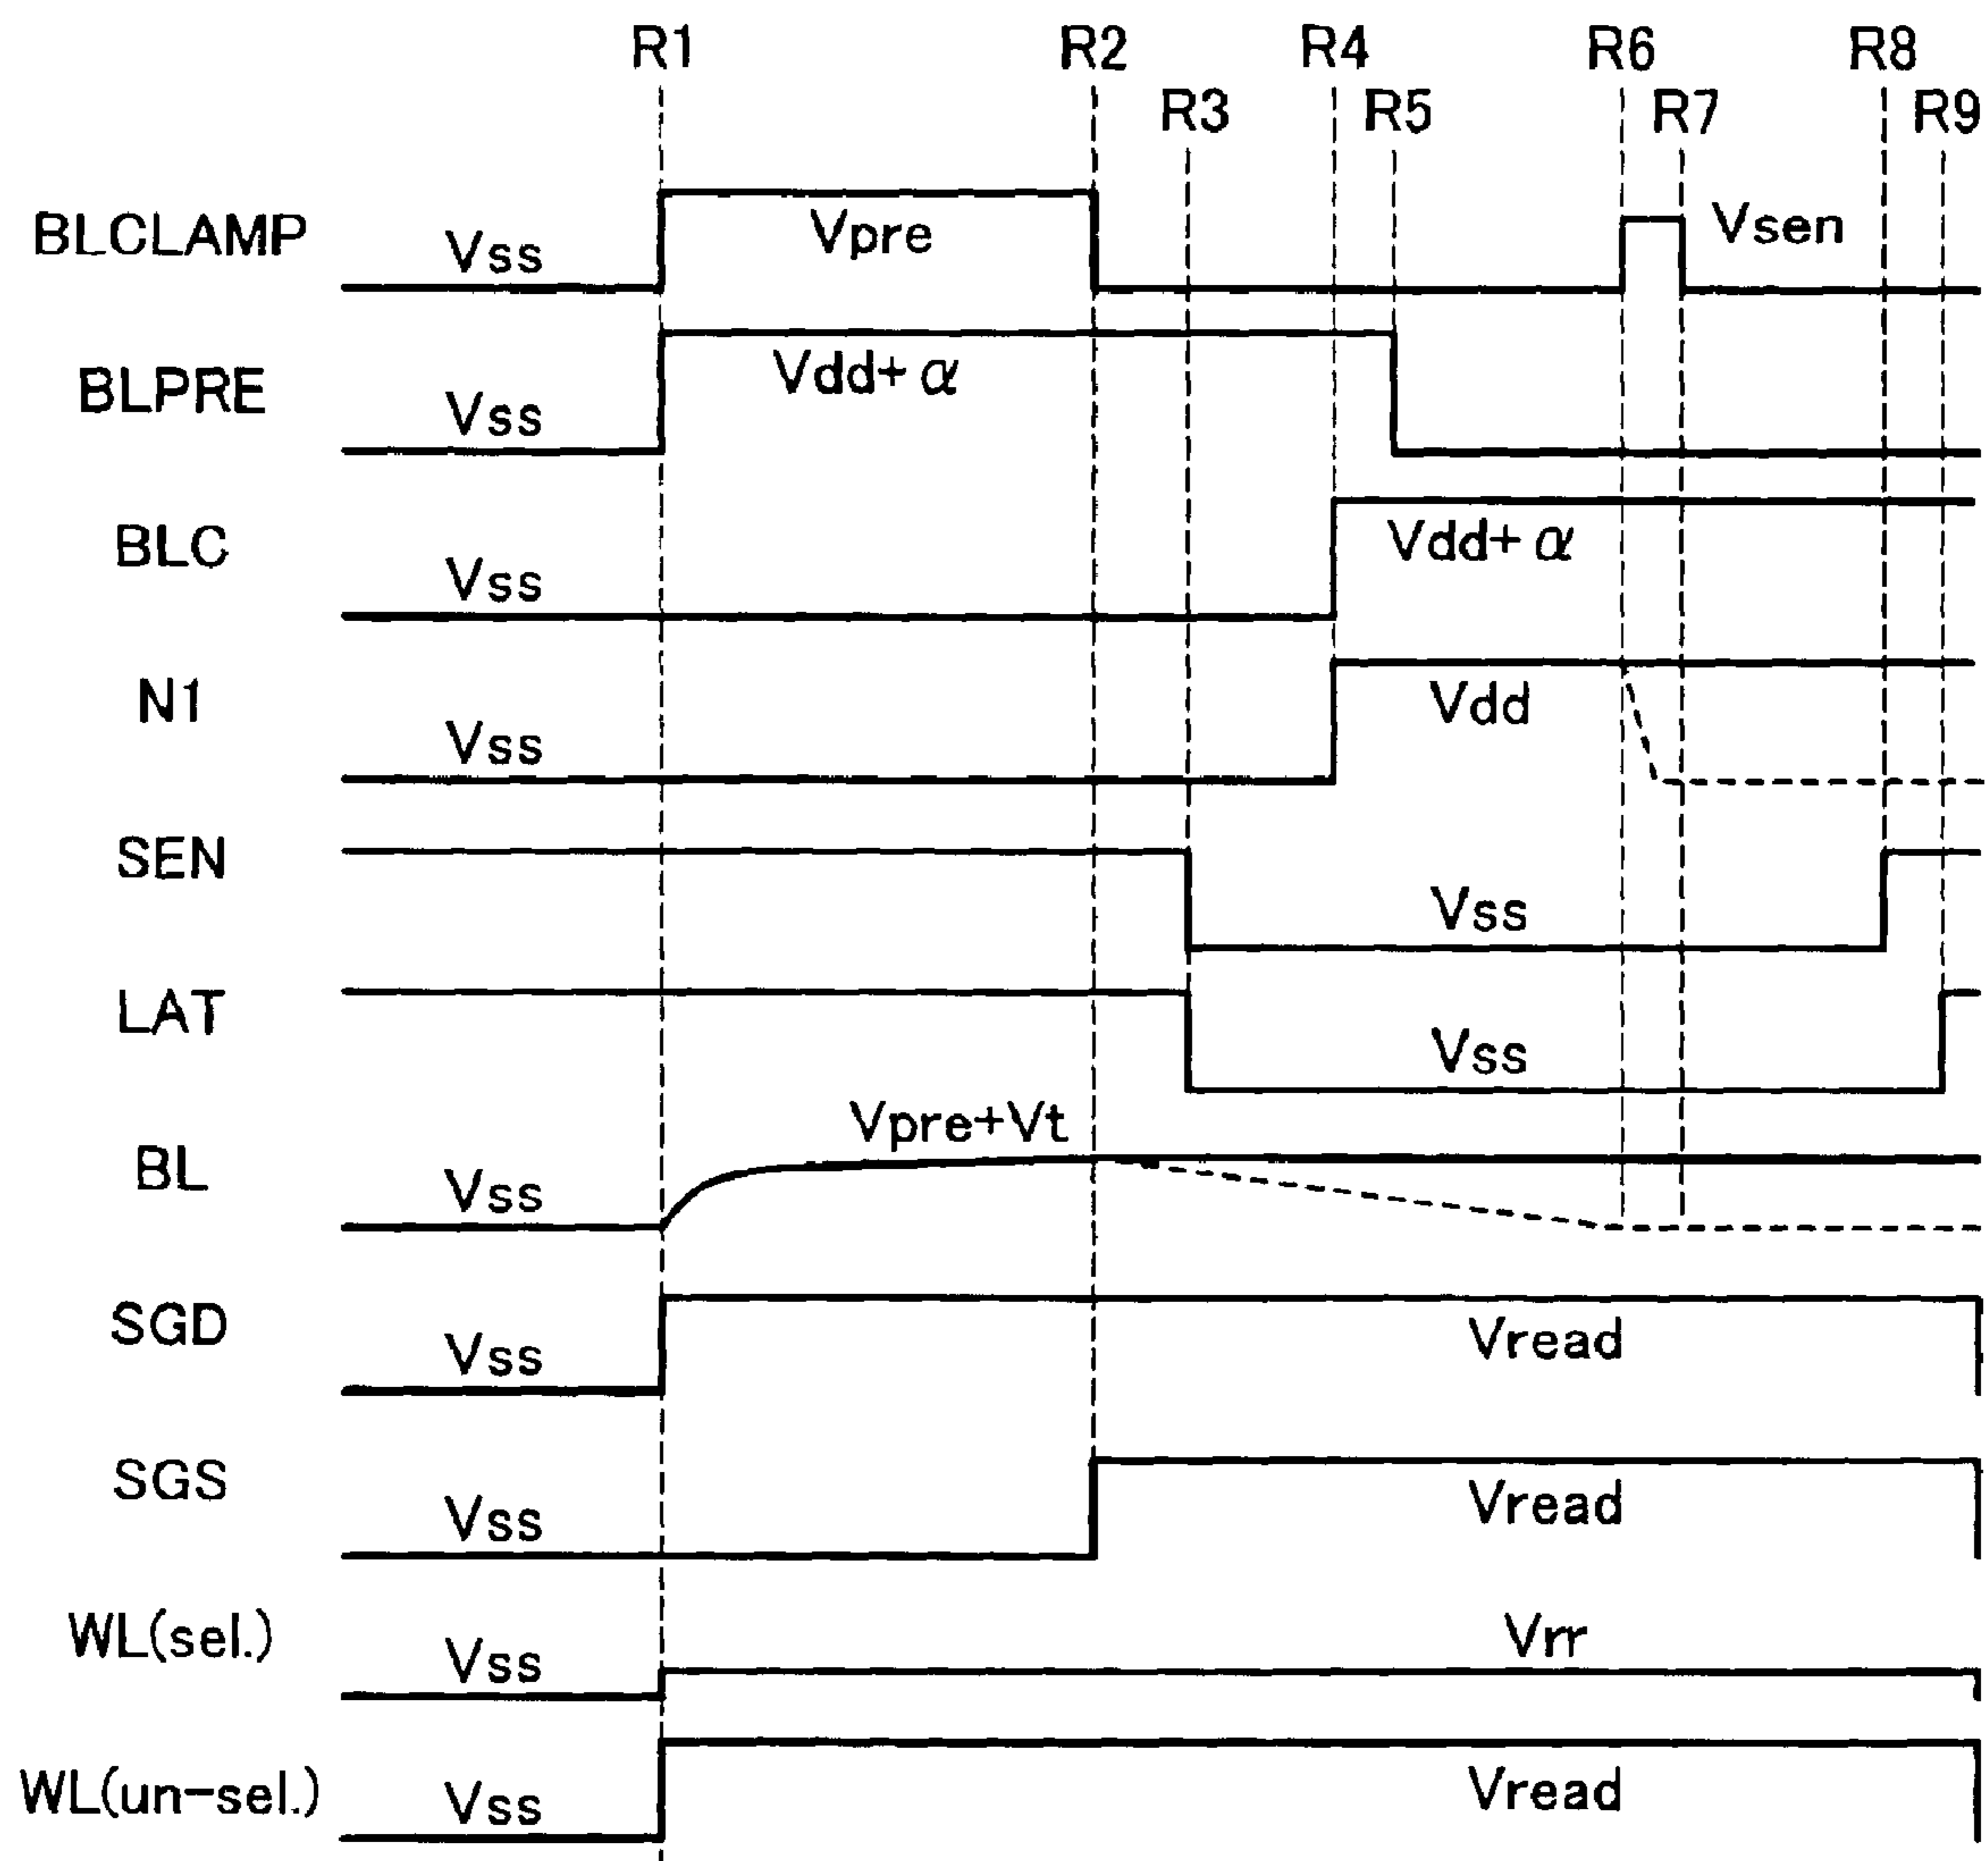 R1 R2 R4 R6 R8
R3 R5 R7 R9
BLCLAMP Vss Vpre Vsen
BLPRE Vss Vdd+α
BLC Vss Vdd+α
N1 Vss Vdd
SEN Vss
LAT Vss
BL Vss Vpre+Vt
SGD Vss Vread
SGS Vss Vread
WL(sel.) Vss Vrr
WL(un-sel.) Vss Vread